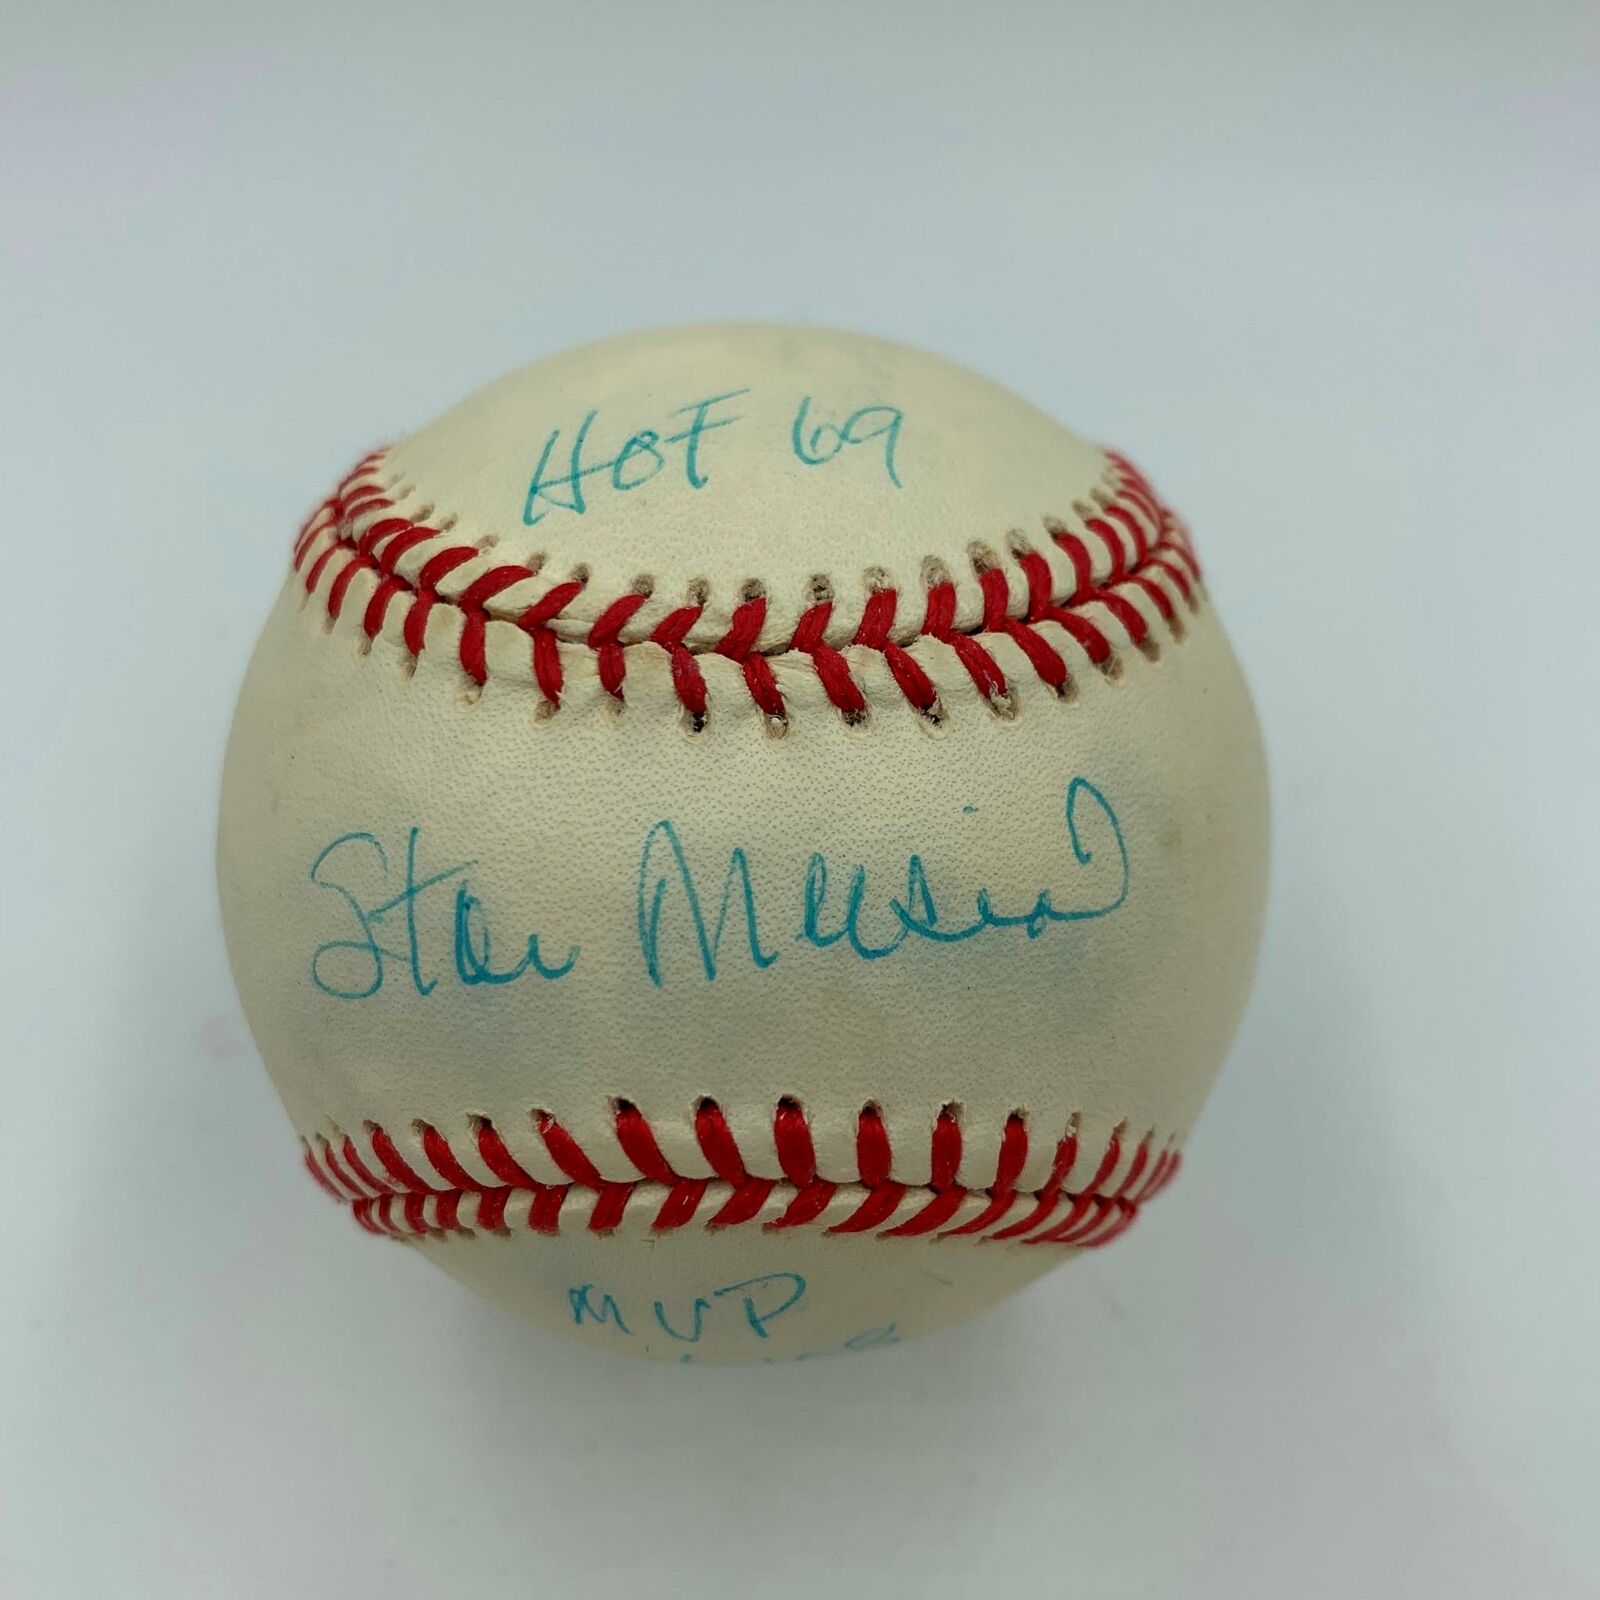 HOF 69
Stan Musial
MVP